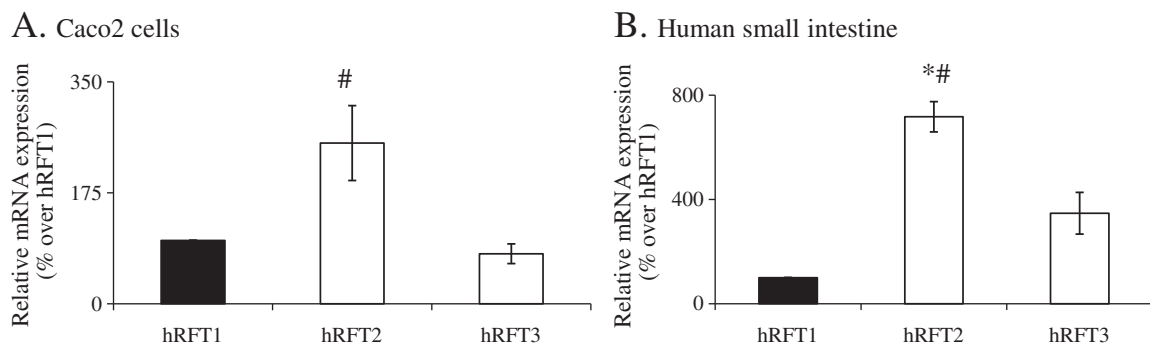 A. Caco2 cells
Relative mRNA expression
(% over hRFT1)
350
175
0
#
hRFT1
hRFT2
hRFT3
B. Human small intestine
Relative mRNA expression
(% over hRFT1)
800
400
0
*#
hRFT1
hRFT2
hRFT3